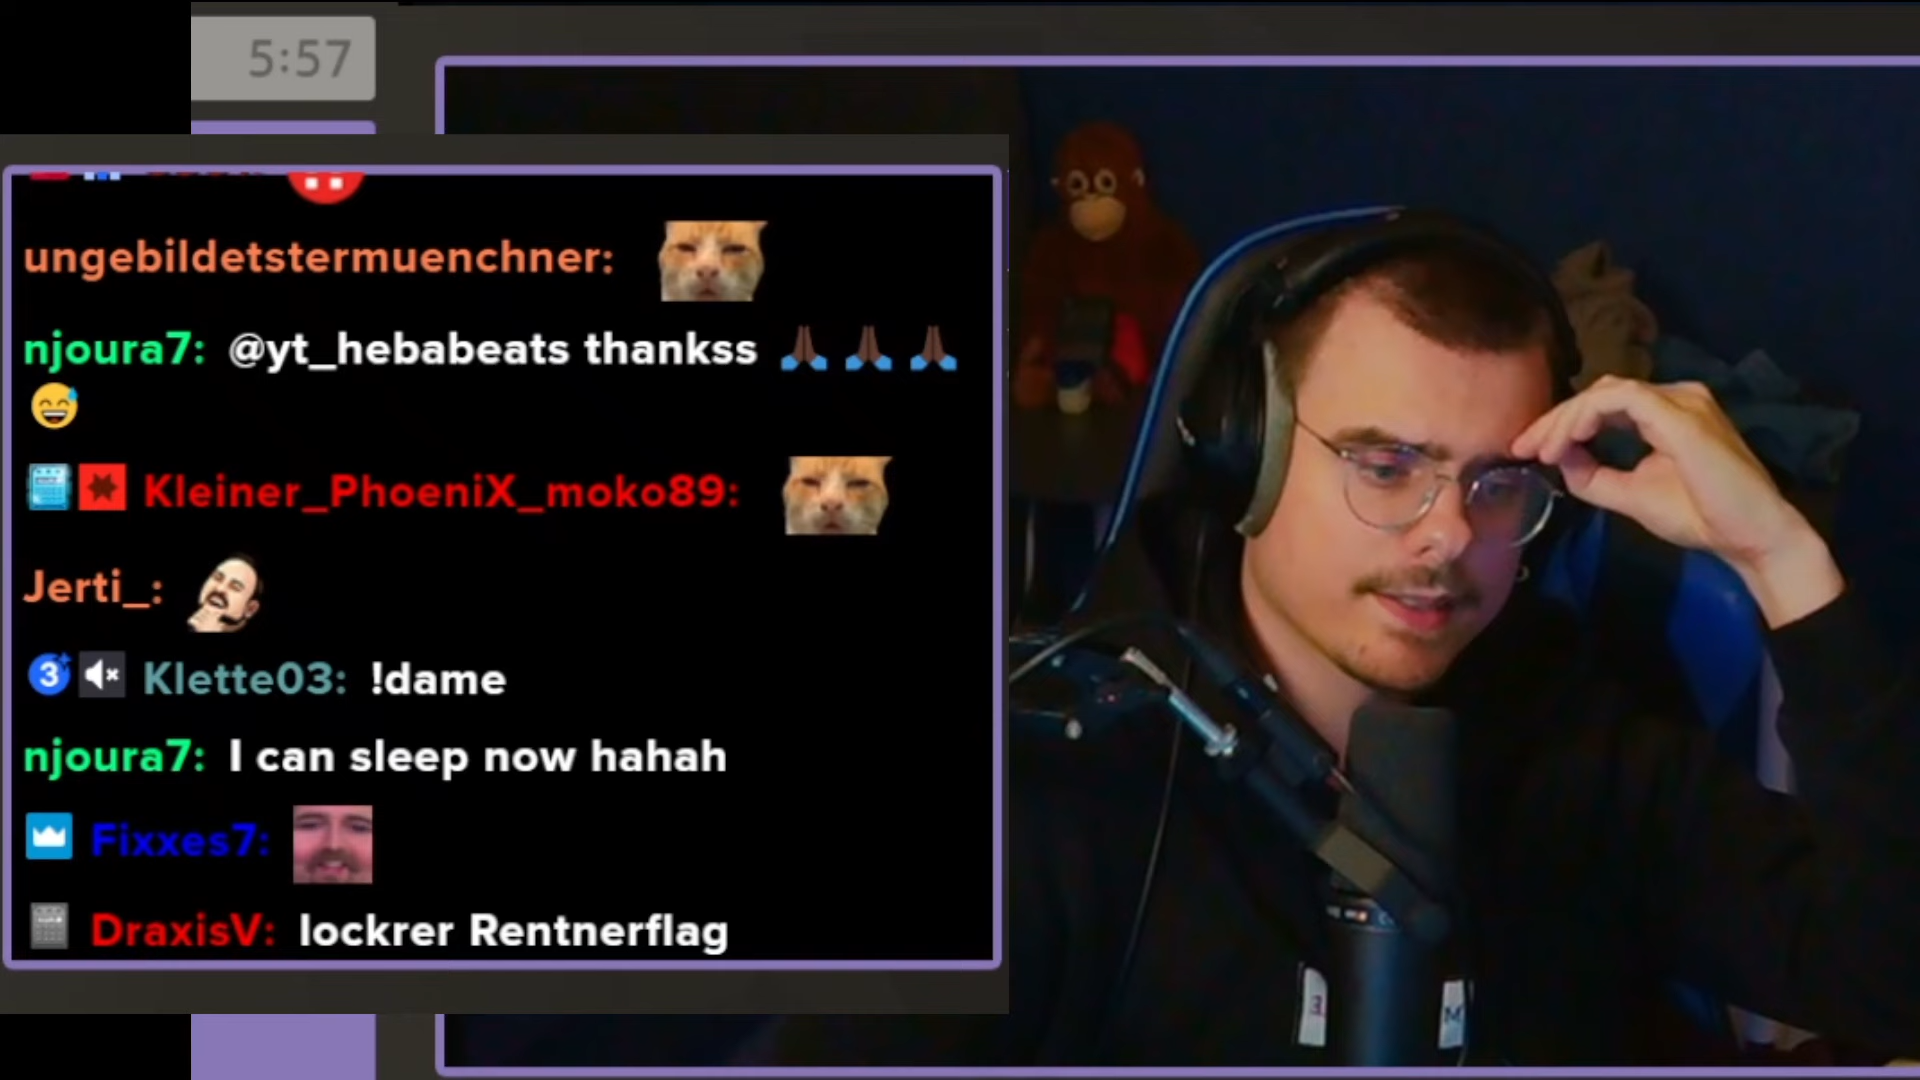 5:57
ungebildetstermuenchner:
njoura7: @yt_hebabeats thankss 🙏🏿 🙏🏿 🙏🏿
😅
Kleiner_PhoeniX_moko89:
Jerti_:
3 Klette03: !dame
njoura7: I can sleep now hahah
Fixxes7:
DraxisV: lockrer Rentnerflag